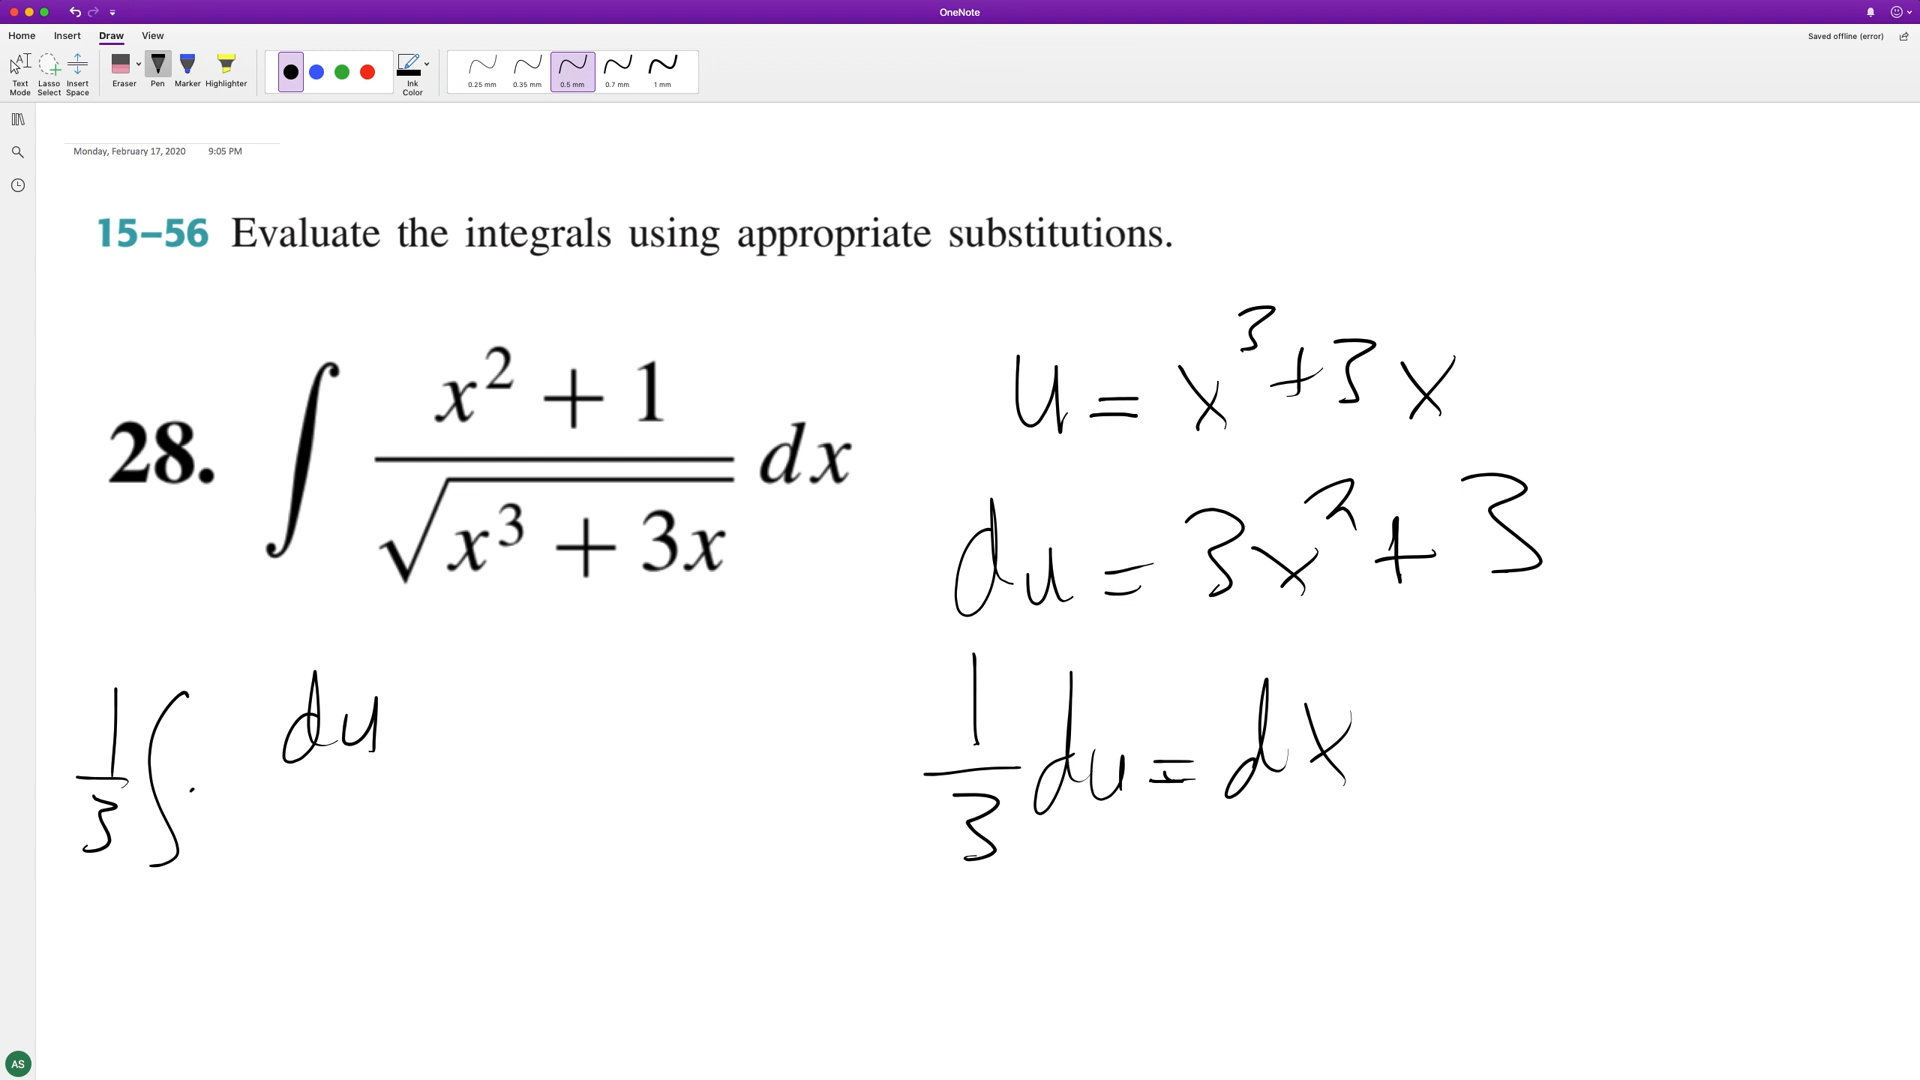 OneNote
Home Insert Draw View
Saved offline (error)
Text Mode
Lasso Select
Insert Space
Eraser
Pen
Marker
Highlighter
Ink Color
0.25 mm
0.35 mm
0.5 mm
0.7 mm
1 mm
Monday, February 17, 2020 9:05 PM
15–56 Evaluate the integrals using appropriate substitutions.
28. ∫ (x² + 1)/√(x³ + 3x) dx
u = x³ + 3x
du = 3x² + 3
1/3 du = dx
1/3 ∫ du
AS